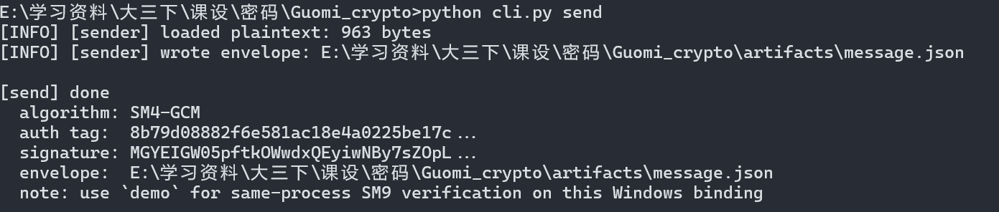 E:\学习资料\大三下\课设\密码\Guomi_crypto>python cli.py send
[INFO] [sender] loaded plaintext: 963 bytes
[INFO] [sender] wrote envelope: E:\学习资料\大三下\课设\密码\Guomi_crypto\artifacts\message.json
[send] done
algorithm: SM4-GCM
auth tag: 8b79d08882f6e581ac18e4a0225be17c...
signature: MGYEIGW05pftkOWwdxQEyiwNBy7sZOpL...
envelope: E:\学习资料\大三下\课设\密码\Guomi_crypto\artifacts\message.json
note: use `demo` for same-process SM9 verification on this Windows binding